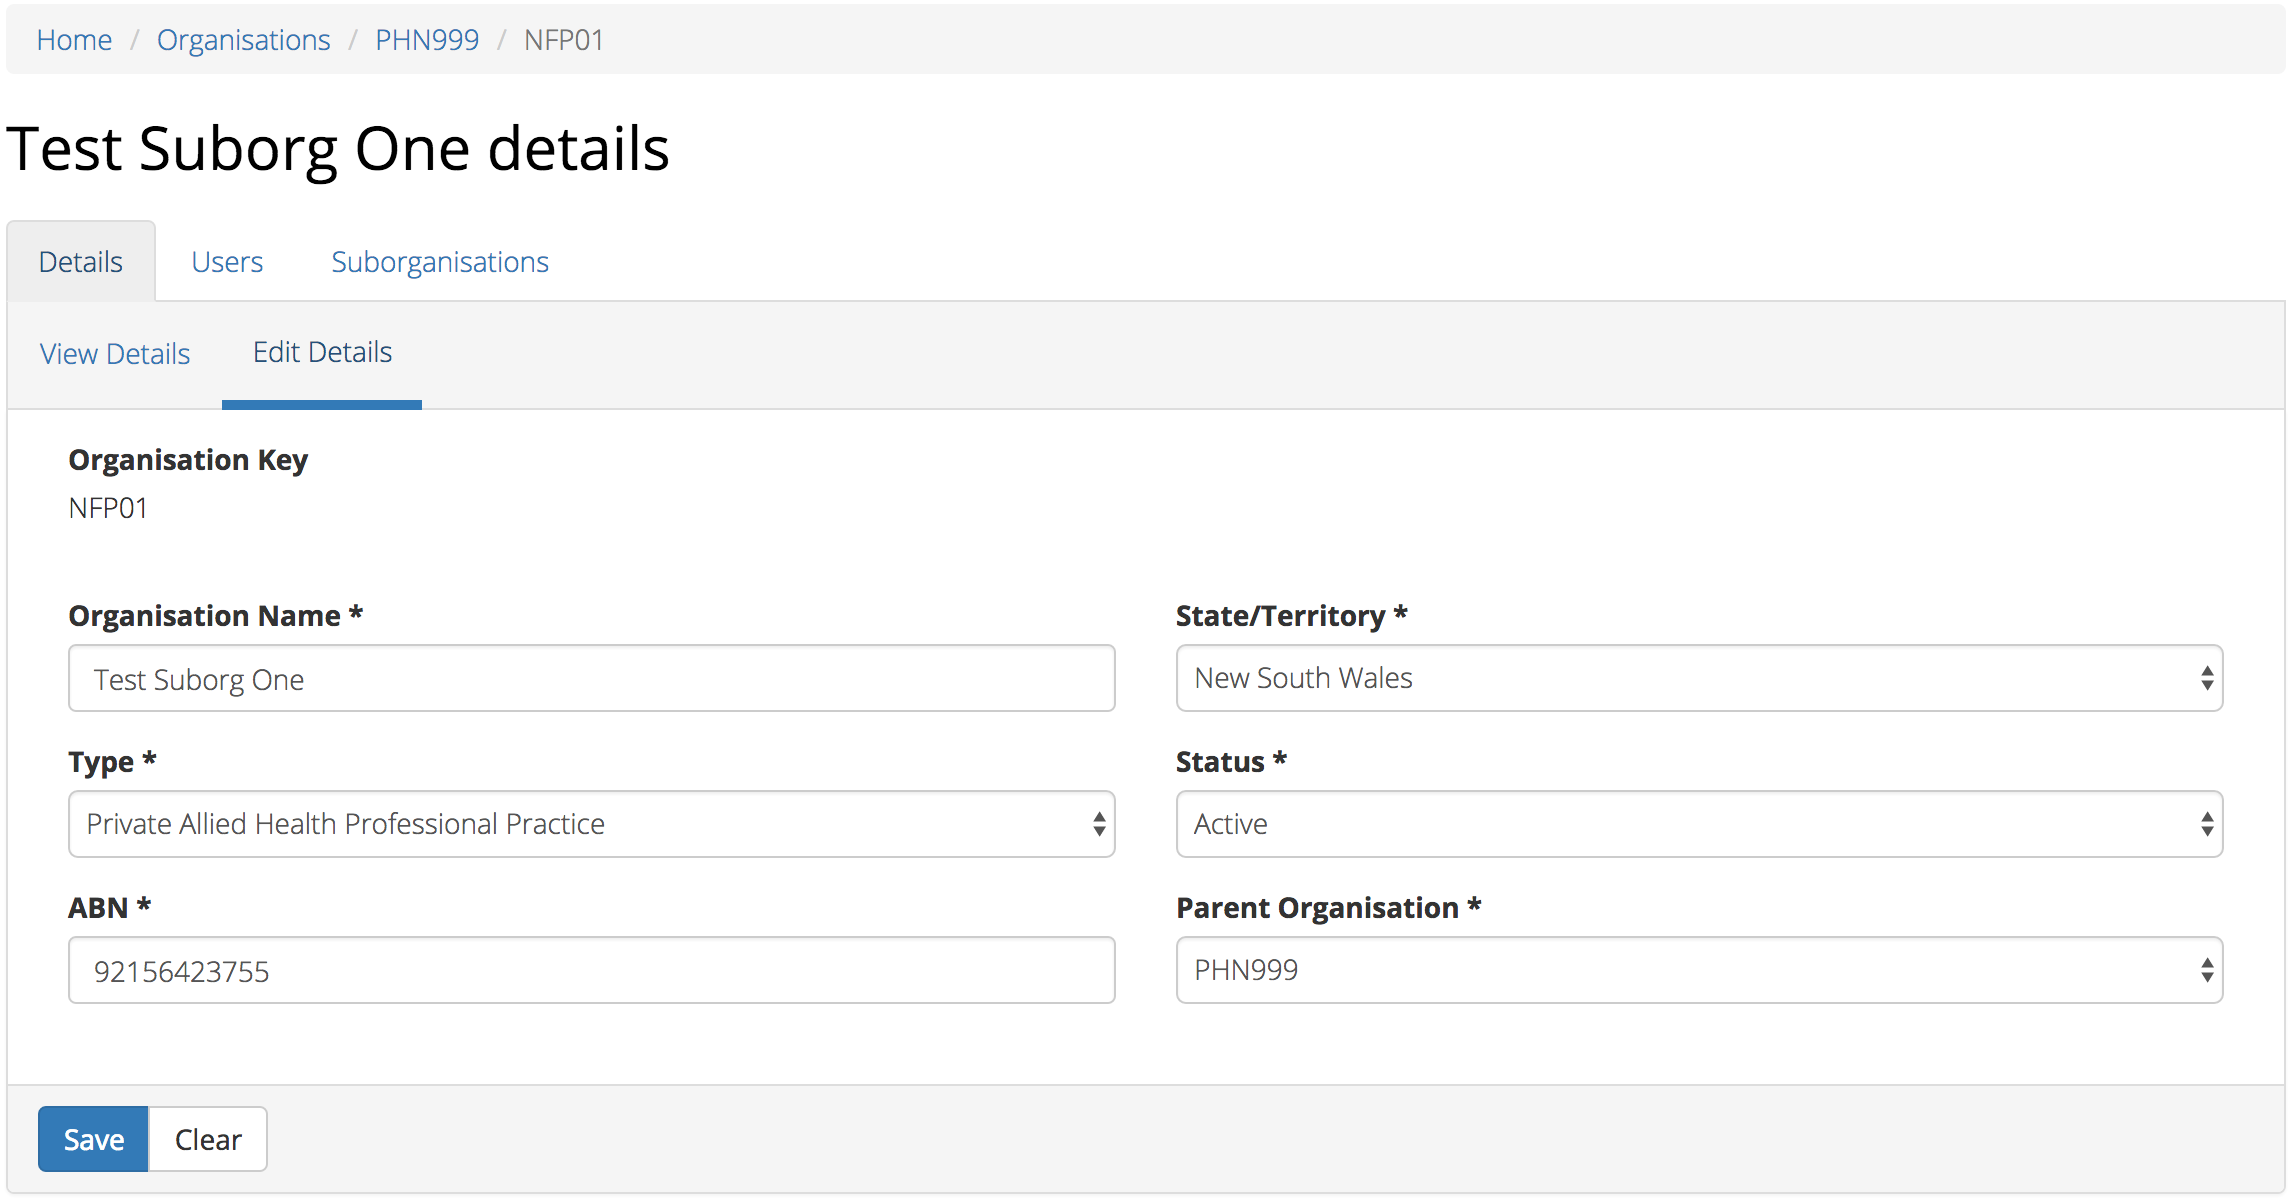 Home / Organisations / PHN999 / NFP01
Test Suborg One details
Details Users Suborganisations
View Details Edit Details
Organisation Key
NFP01
Organisation Name * State/Territory *
Test Suborg One New South Wales
Type * Status *
Private Allied Health Professional Practice Active
ABN * Parent Organisation *
92156423755 PHN999
Save Clear